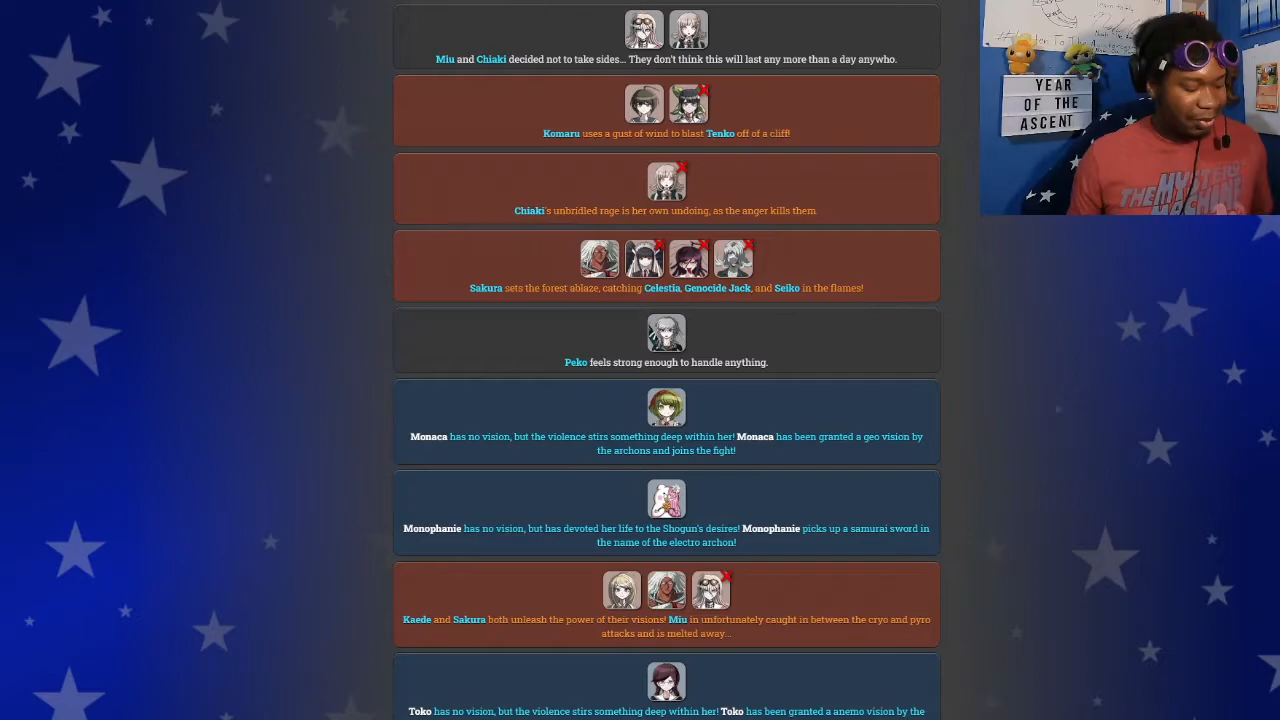 Miu and Chiaki decided not to take sides... They don't think this will last any more than a day anywho.
Komaru uses a gust of wind to blast Tenko off of a cliff!
Chiaki's unbridled rage is her own undoing, as the anger kills them.
Sakura sets the forest ablaze, catching Celestia, Genocide Jack, and Seiko in the flames!
Peko feels strong enough to handle anything.
Monaca has no vision, but the violence stirs something deep within her! Monaca has been granted a geo vision by
the archons and joins the fight!
Monophanie has no vision, but has devoted her life to the Shogun's desires! Monophanie picks up a samurai sword in
the name of the electro archon!
Kaede and Sakura both unleash the power of their visions! Miu in unfortunately caught in between the cryo and pyro
attacks and is melted away...
Toko has no vision, but the violence stirs something deep within her! Toko has been granted a anemo vision by the
YEAR
OF THE
ASCENT
THE MYSTERY
MACHINE